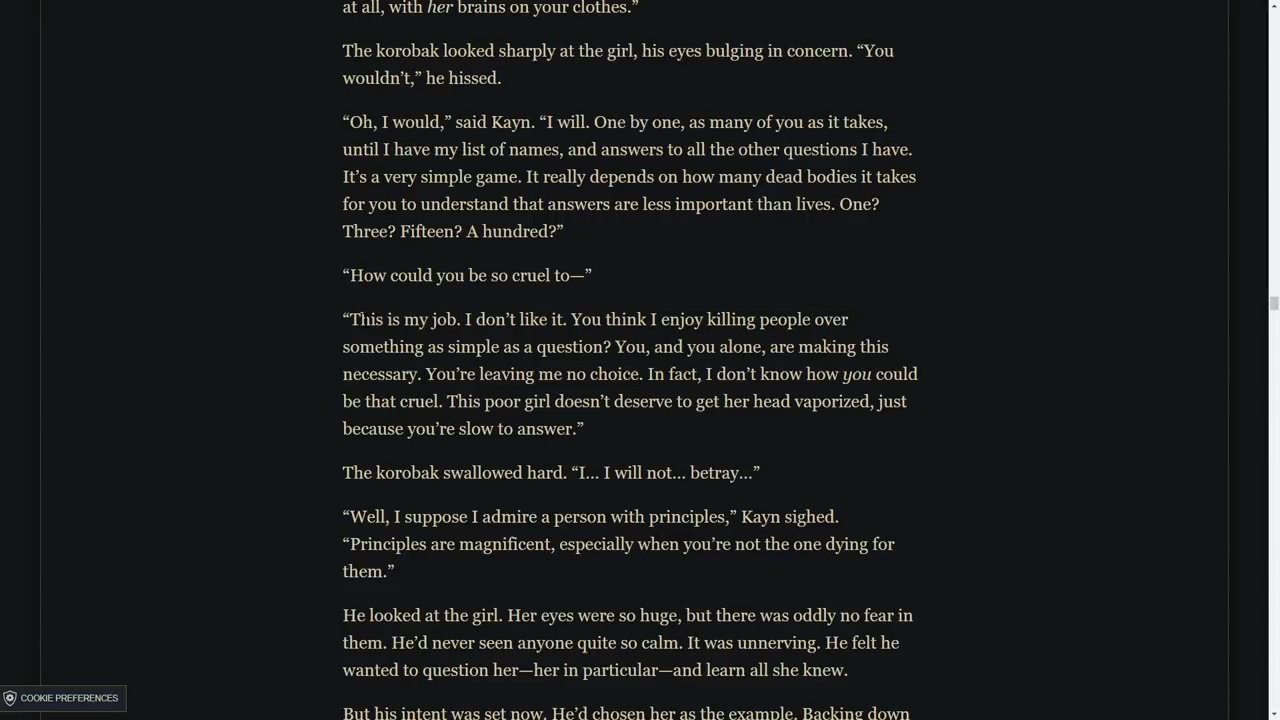 at all, with her brains on your clothes.”
The korobak looked sharply at the girl, his eyes bulging in concern. “You
wouldn’t,” he hissed.
“Oh, I would,” said Kayn. “I will. One by one, as many of you as it takes,
until I have my list of names, and answers to all the other questions I have.
It’s a very simple game. It really depends on how many dead bodies it takes
for you to understand that answers are less important than lives. One?
Three? Fifteen? A hundred?”
“How could you be so cruel to—”
“This is my job. I don’t like it. You think I enjoy killing people over
something as simple as a question? You, and you alone, are making this
necessary. You’re leaving me no choice. In fact, I don’t know how you could
be that cruel. This poor girl doesn’t deserve to get her head vaporized, just
because you’re slow to answer.”
The korobak swallowed hard. “I… I will not… betray…”
“Well, I suppose I admire a person with principles,” Kayn sighed.
“Principles are magnificent, especially when you’re not the one dying for
them.”
He looked at the girl. Her eyes were so huge, but there was oddly no fear in
them. He’d never seen anyone quite so calm. It was unnerving. He felt he
wanted to question her—her in particular—and learn all she knew.
But his intent was set now. He’d chosen her as the example. Backing down
COOKIE PREFERENCES